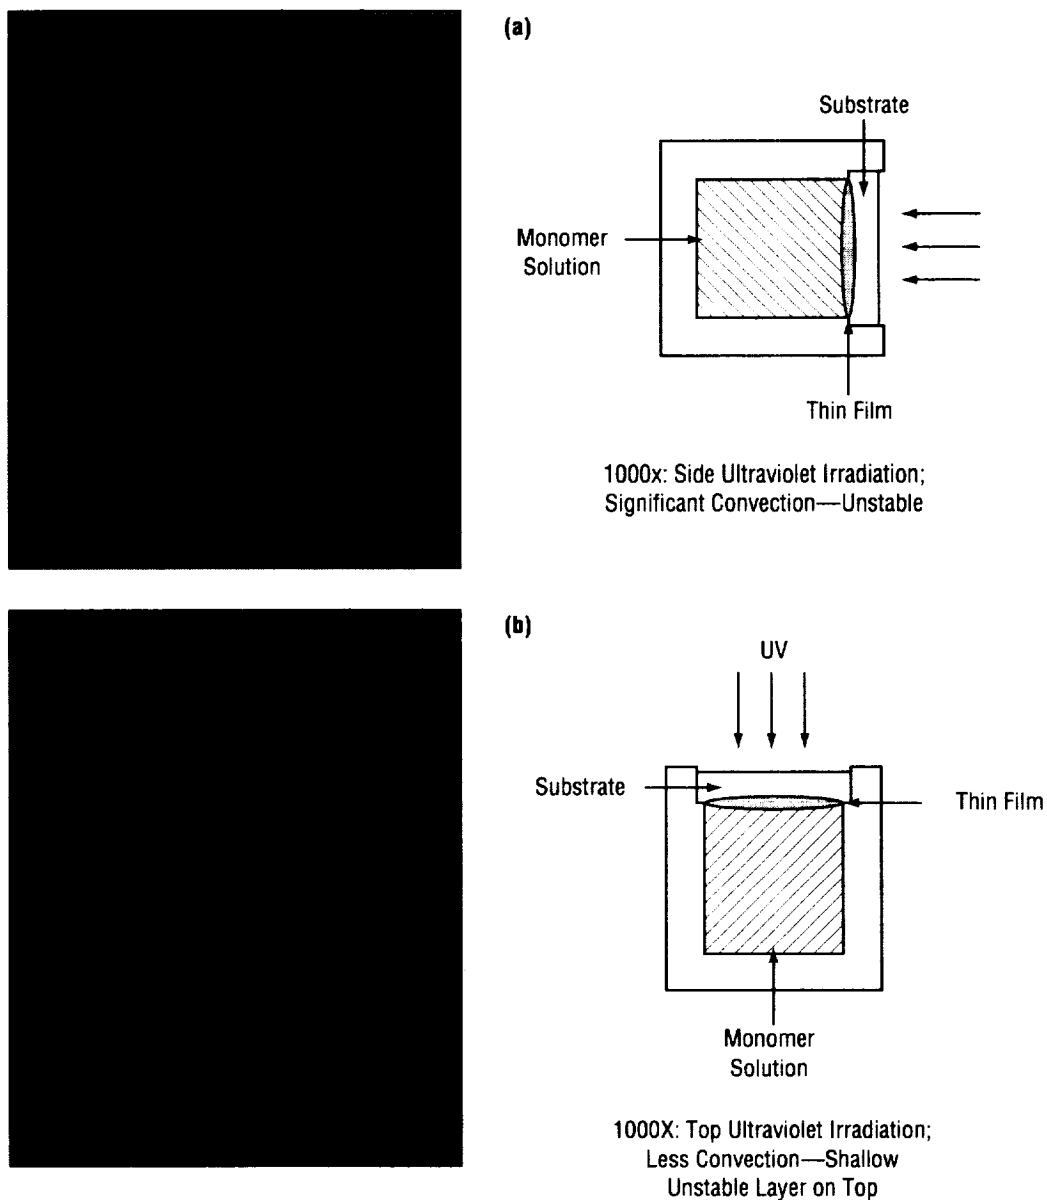 (a)
Substrate
Monomer
Solution
Thin Film
1000x: Side Ultraviolet Irradiation;
Significant Convection—Unstable
(b)
UV
Substrate
Thin Film
Monomer
Solution
1000X: Top Ultraviolet Irradiation;
Less Convection—Shallow
Unstable Layer on Top